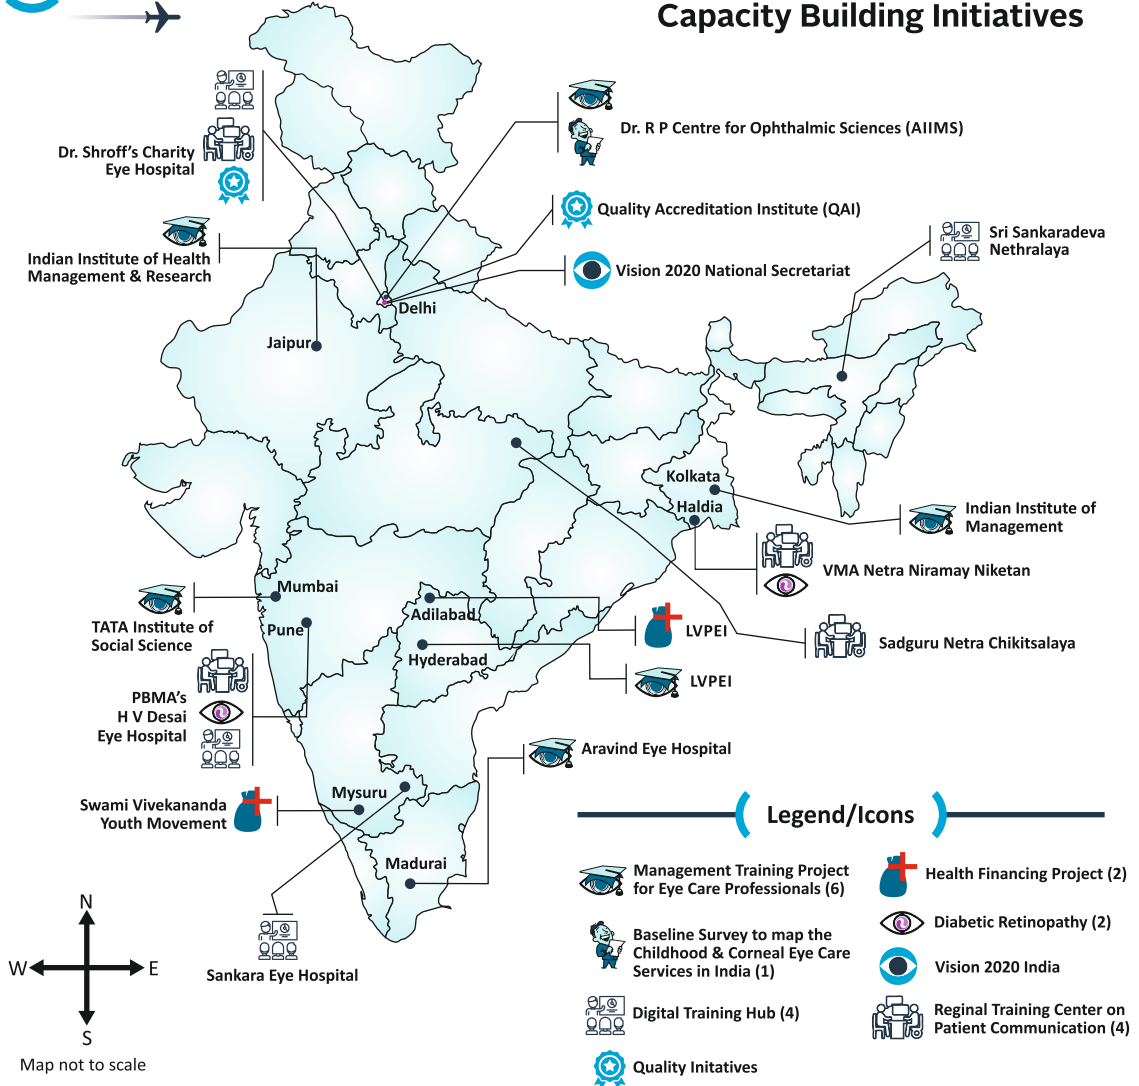 Capacity Building Initiatives
Dr. R P Centre for Ophthalmic Sciences (AIIMS)
Dr. Shroff's Charity
Eye Hospital
Quality Accreditation Institute (QAI)
Sri Sankaradeva
Nethralaya
Indian Institute of Health
Management & Research
Vision 2020 National Secretariat
Delhi
Jaipur
Kolkata
Haldia
Indian Institute of
Management
VMA Netra Niramay Niketan
Mumbai
TATA Institute of
Social Science
Pune
Adilabad
LVPEI
Sadguru Netra Chikitsalaya
Hyderabad
LVPEI
PBMA's
H V Desai
Eye Hospital
Aravind Eye Hospital
Mysuru
Swami Vivekananda
Youth Movement
Madurai
Sankara Eye Hospital
Legend/Icons
Management Training Project
for Eye Care Professionals (6)
Baseline Survey to map the
Childhood & Corneal Eye Care
Services in India (1)
Digital Training Hub (4)
Quality Initatives
Health Financing Project (2)
Diabetic Retinopathy (2)
Vision 2020 India
Reginal Training Center on
Patient Communication (4)
N
W
E
S
Map not to scale